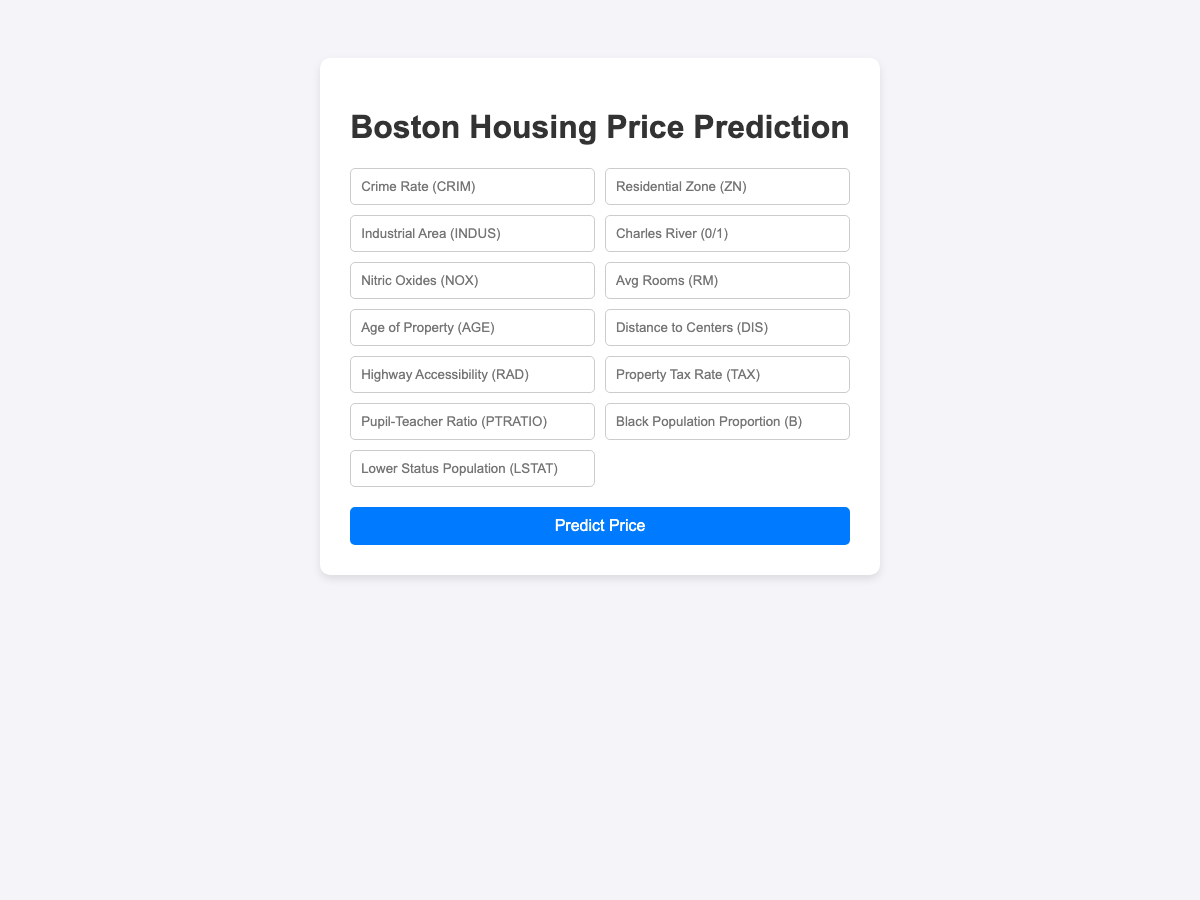 Boston Housing Price Prediction
Crime Rate (CRIM)
Residential Zone (ZN)
Industrial Area (INDUS)
Charles River (0/1)
Nitric Oxides (NOX)
Avg Rooms (RM)
Age of Property (AGE)
Distance to Centers (DIS)
Highway Accessibility (RAD)
Property Tax Rate (TAX)
Pupil-Teacher Ratio (PTRATIO)
Black Population Proportion (B)
Lower Status Population (LSTAT)
Predict Price